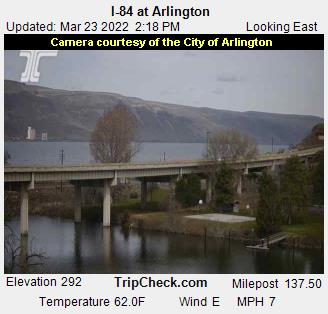 I-84 at Arlington
Updated: Mar 23 2022 2:18 PM Looking East
Camera courtesy of the City of Arlington
Elevation 292 TripCheck.com Milepost 137.50
Temperature 62.0F Wind E MPH 7